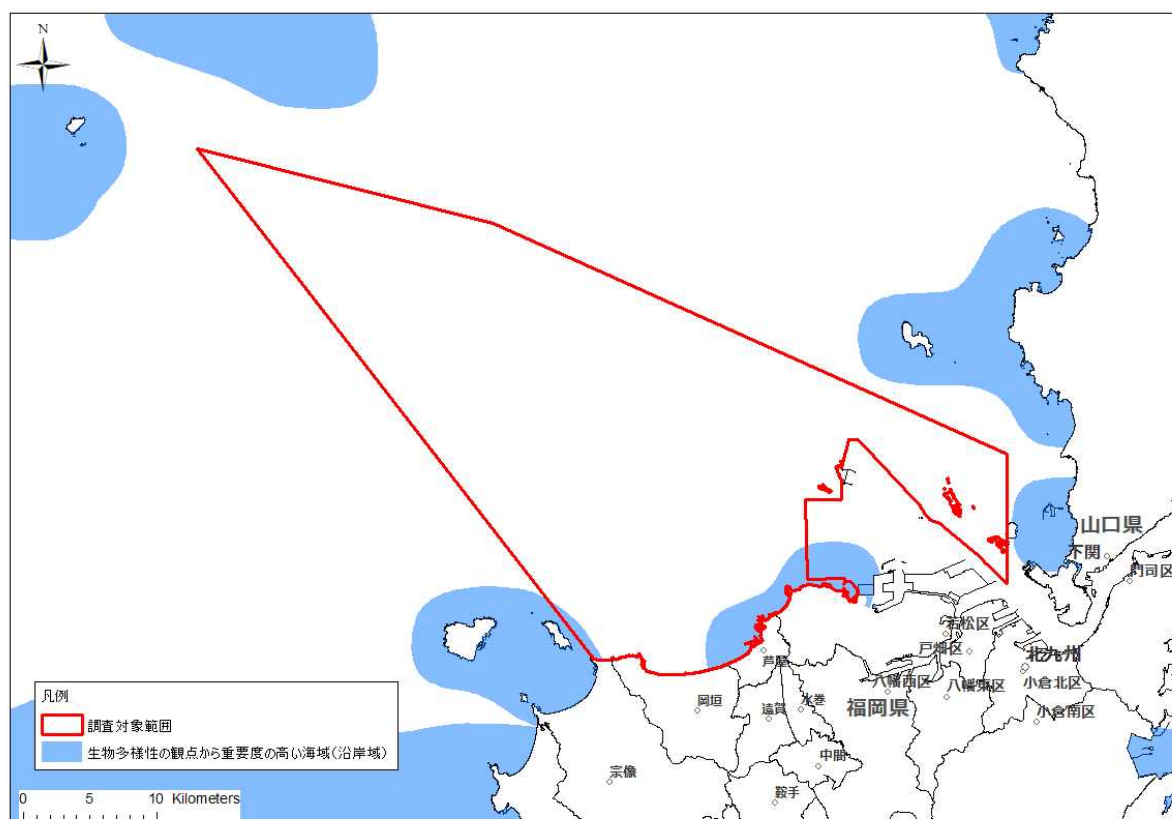 N
山口県
下関
門司区
若松区
戸畑区
北九州
芦屋
八幡西区
八幡東区
小倉北区
岡垣
遠賀
水巻
福岡県
小倉南区
中間
宗像
鞍手
凡例
調査対象範囲
生物多様性の観点から重要度の高い海域(沿岸域)
0 5 10 Kilometers